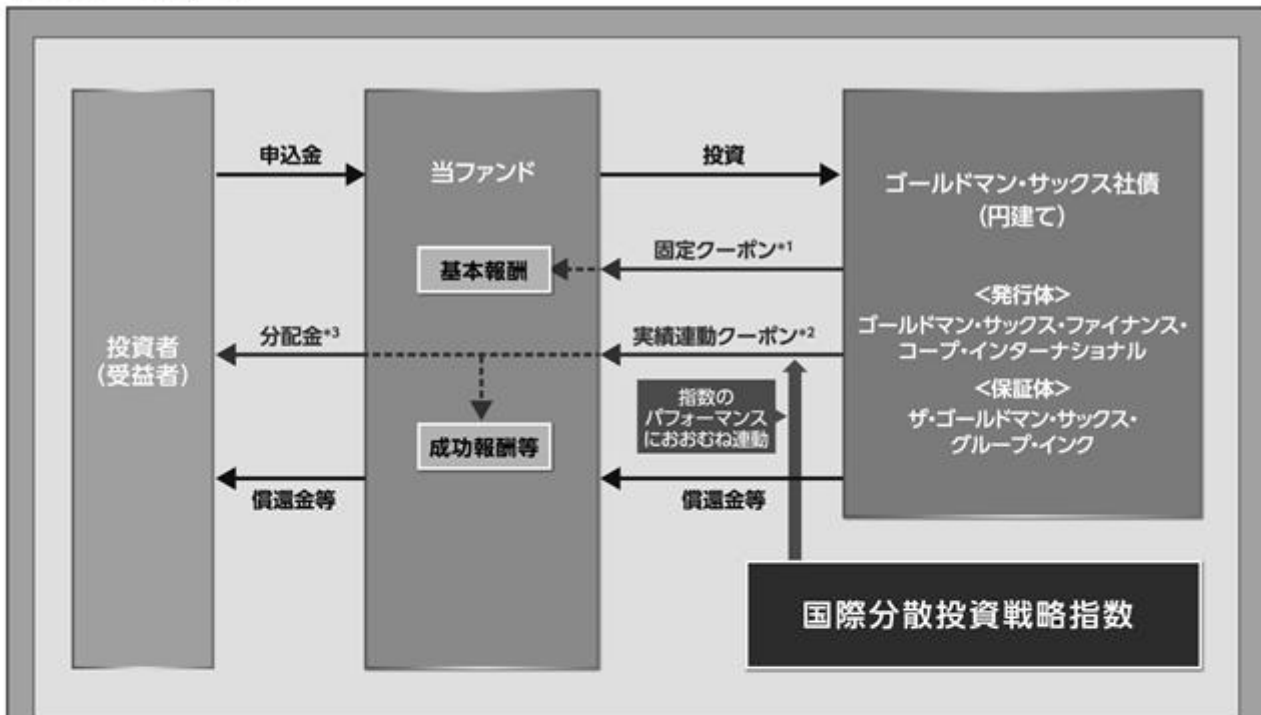 申込金
投資
当ファンド
ゴールドマン・サックス社債
(円建て)
固定クーポン*1
基本報酬
<発行体>
ゴールドマン・サックス・ファイナンス・
コープ・インターナショナル
分配金*3
実績連動クーポン*2
投資者
(受益者)
<保証体>
ザ・ゴールドマン・サックス・
グループ・インク
指数の
パフォーマンス
におおむね連動
成功報酬等
償還金等
償還金等
国際分散投資戦略指数